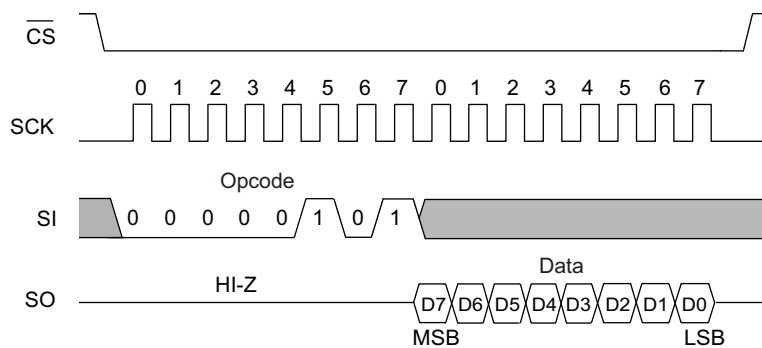 CS
0 1 2 3 4 5 6 7 0 1 2 3 4 5 6 7
SCK
Opcode
SI 0 0 0 0 0 1 0 1
Data
HI-Z
SO D7 D6 D5 D4 D3 D2 D1 D0
MSB LSB